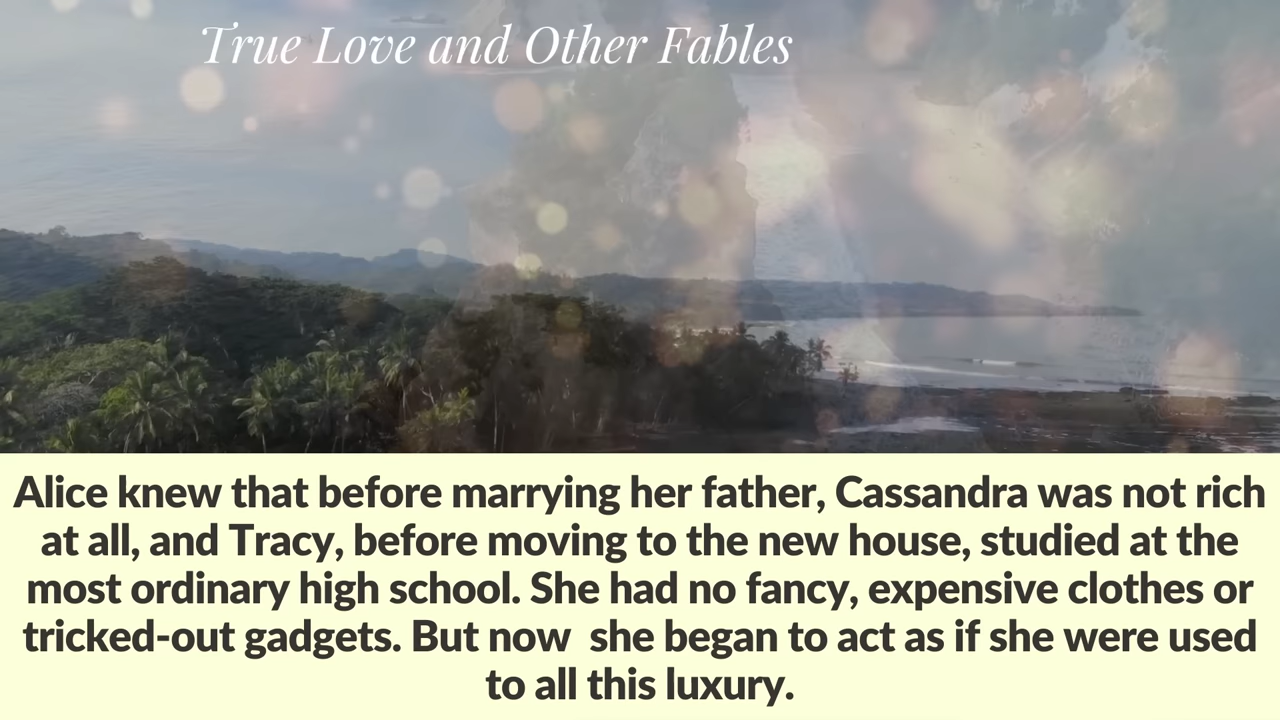 True Love and Other Fables
Alice knew that before marrying her father, Cassandra was not rich
at all, and Tracy, before moving to the new house, studied at the
most ordinary high school. She had no fancy, expensive clothes or
tricked-out gadgets. But now  she began to act as if she were used
to all this luxury.